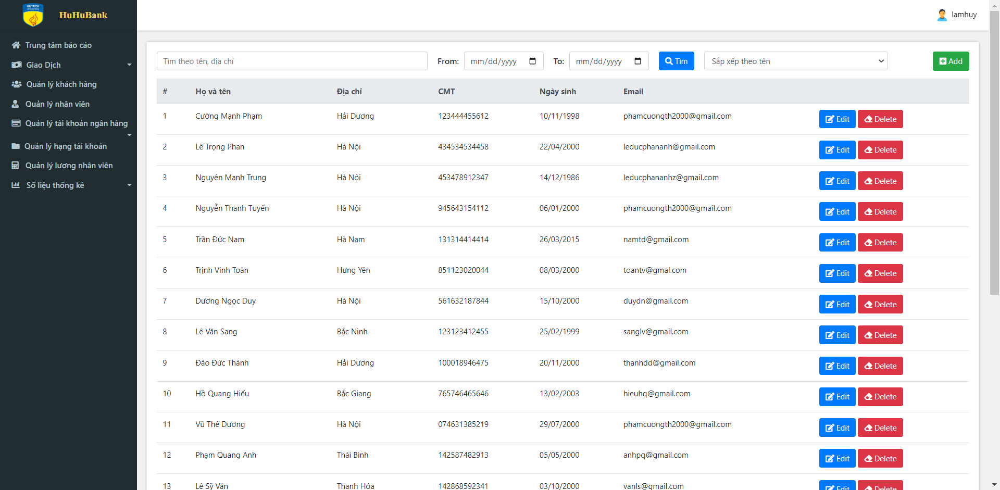 HUTECH
University
HuHuBank
lamhuy
Trung tâm báo cáo
Giao Dịch
Quản lý khách hàng
Quản lý nhân viên
Quản lý tài khoản ngân hàng
Quản lý hạng tài khoản
Quản lý lương nhân viên
Số liệu thống kê
Tìm theo tên, địa chỉ From: mm/dd/yyyy To: mm/dd/yyyy Tìm Sắp xếp theo tên Add
# Họ và tên Địa chỉ CMT Ngày sinh Email
1 Cường Mạnh Phạm Hải Dương 123444455612 10/11/1998 phamcuongth2000@gmail.com Edit Delete
2 Lê Trọng Phan Hà Nội 434534534458 22/04/2000 leducphananh@gmail.com Edit Delete
3 Nguyên Mạnh Trung Hà Nội 453478912347 14/12/1986 leducphananhz@gmail.com Edit Delete
4 Nguyễn Thanh Tuyến Hà Nội 945643154112 06/01/2000 phamcuongth2000@gmail.com Edit Delete
5 Trần Đức Nam Hà Nam 131314414414 26/03/2015 namtd@gmail.com Edit Delete
6 Trịnh Vinh Toàn Hưng Yên 851123020044 08/03/2000 toantv@gmal.com Edit Delete
7 Dương Ngọc Duy Hà Nội 561632187844 15/10/2000 duydn@gmail.com Edit Delete
8 Lê Văn Sang Bắc Ninh 123123412455 25/02/1999 sanglv@gmail.com Edit Delete
9 Đào Đức Thành Hải Dương 100018946475 20/11/2000 thanhdd@gmail.com Edit Delete
10 Hồ Quang Hiếu Bắc Giang 765746465646 13/02/2003 hieuhq@gmail.com Edit Delete
11 Vũ Thế Dương Hà Nội 074631385219 29/07/2000 phamcuongth2000@gmail.com Edit Delete
12 Phạm Quang Anh Thái Bình 142587482913 05/05/2000 anhpq@gmail.com Edit Delete
13 Lê Sỹ Văn Thanh Hóa 142868592341 03/10/2000 vanls@gmail.com Edit Delete